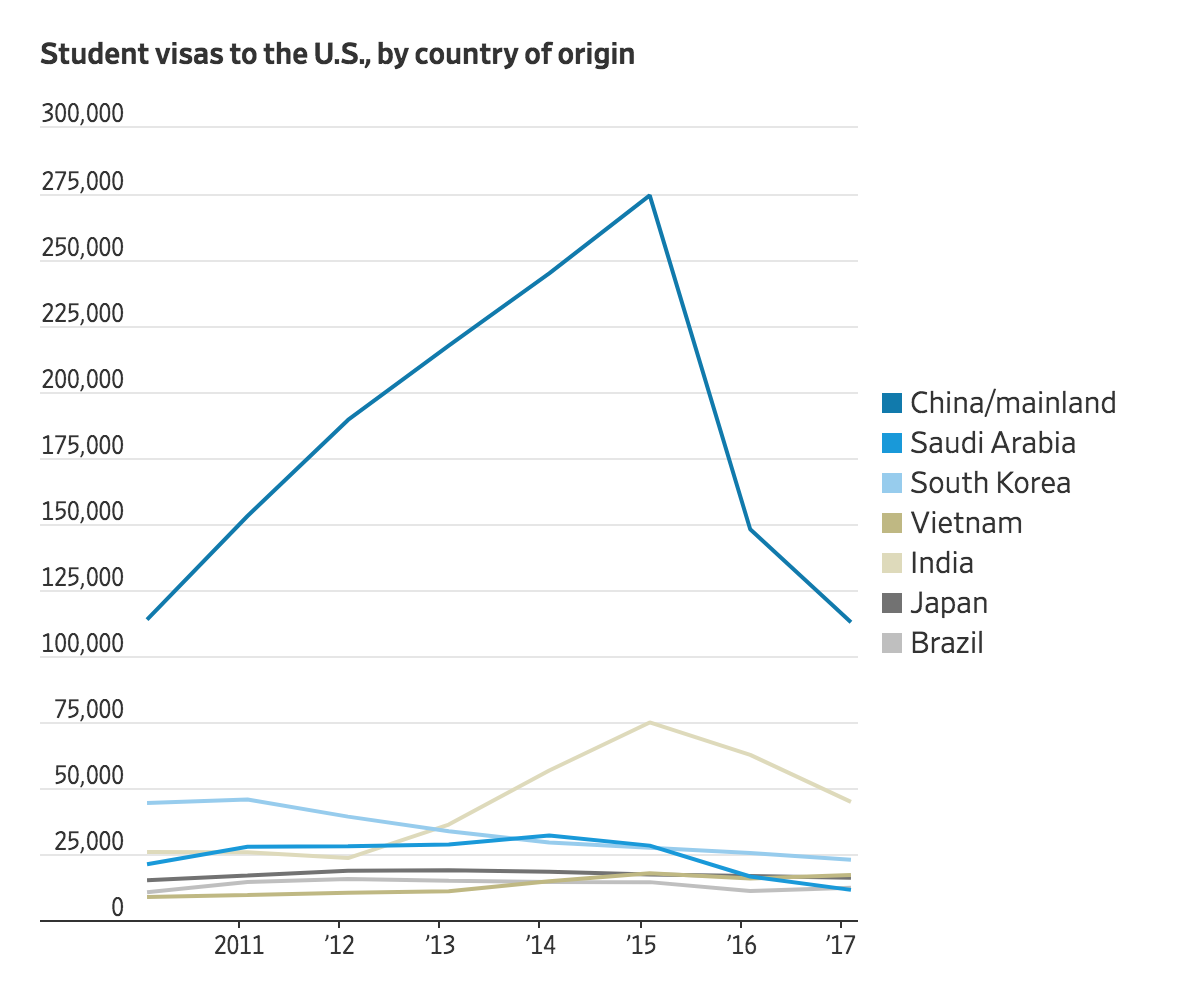 Student visas to the U.S., by country of origin
300,000
275,000
250,000
225,000
200,000
175,000
150,000
125,000
100,000
75,000
50,000
25,000
0
2011 ’12 ’13 ’14 ’15 ’16 ’17
China/mainland
Saudi Arabia
South Korea
Vietnam
India
Japan
Brazil